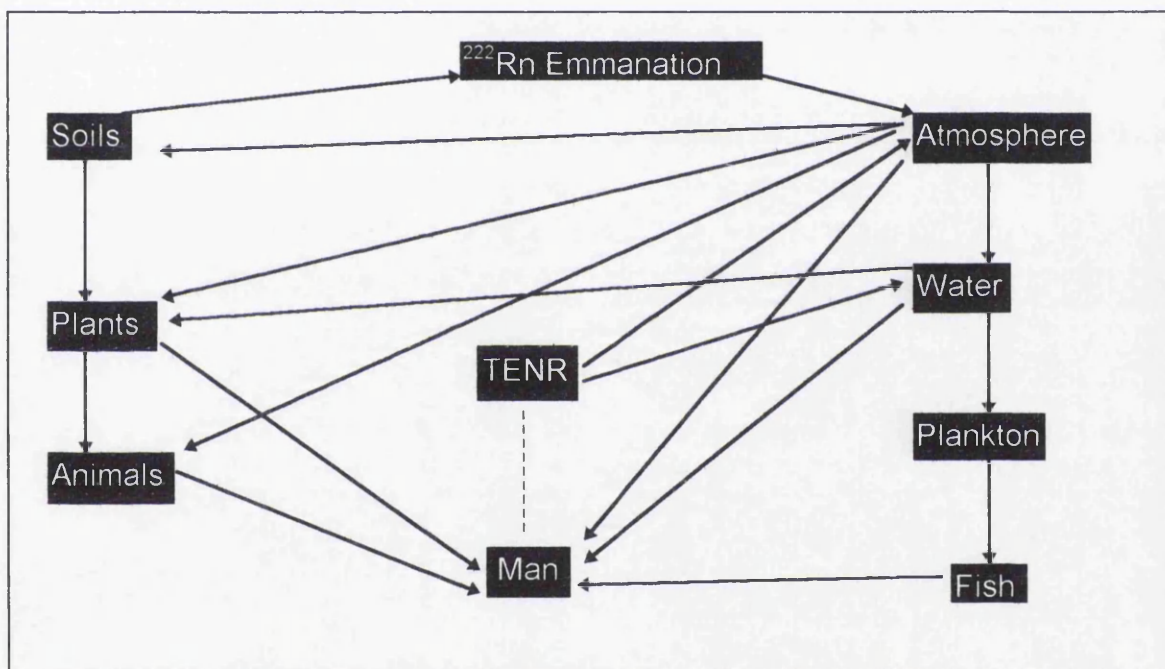 ²²²Rn Emmanation
Soils
Atmosphere
Plants
Water
TENR
Plankton
Animals
Man
Fish